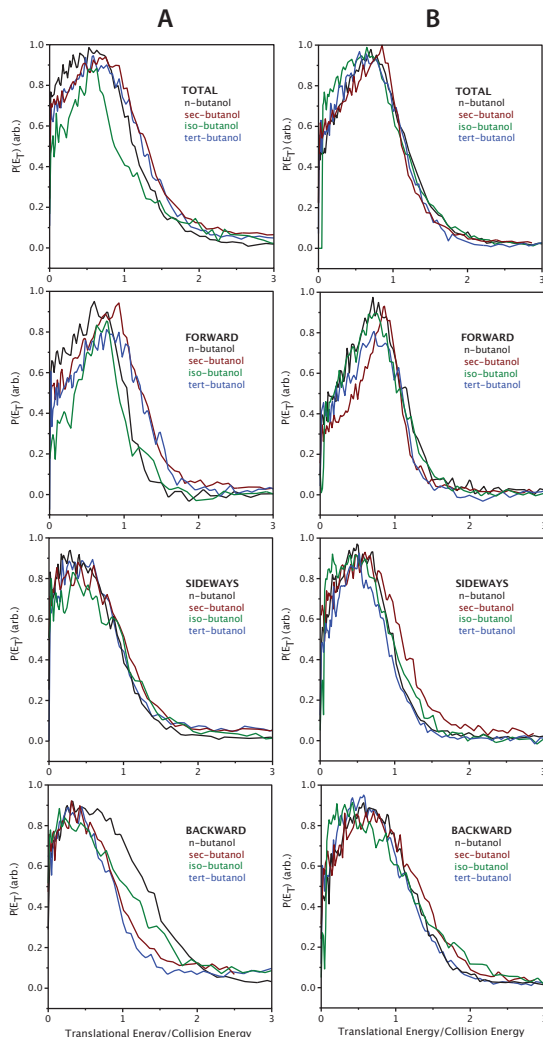 A
B
P(E_T) (arb.)
1.0
0.8
0.6
0.4
0.2
0.0
TOTAL
n-butanol
sec-butanol
iso-butanol
tert-butanol
0
1
2
3
P(E_T) (arb.)
1.0
0.8
0.6
0.4
0.2
0.0
TOTAL
n-butanol
sec-butanol
iso-butanol
tert-butanol
0
1
2
3
P(E_T) (arb.)
1.0
0.8
0.6
0.4
0.2
0.0
FORWARD
n-butanol
sec-butanol
iso-butanol
tert-butanol
0
1
2
3
P(E_T) (arb.)
1.0
0.8
0.6
0.4
0.2
0.0
FORWARD
n-butanol
sec-butanol
iso-butanol
tert-butanol
0
1
2
3
P(E_T) (arb.)
1.0
0.8
0.6
0.4
0.2
0.0
SIDEWAYS
n-butanol
sec-butanol
iso-butanol
tert-butanol
0
1
2
3
P(E_T) (arb.)
1.0
0.8
0.6
0.4
0.2
0.0
SIDEWAYS
n-butanol
sec-butanol
iso-butanol
tert-butanol
0
1
2
3
P(E_T) (arb.)
1.0
0.8
0.6
0.4
0.2
0.0
BACKWARD
n-butanol
sec-butanol
iso-butanol
tert-butanol
0
1
2
3
Translational Energy/Collision Energy
P(E_T) (arb.)
1.0
0.8
0.6
0.4
0.2
0.0
BACKWARD
n-butanol
sec-butanol
iso-butanol
tert-butanol
0
1
2
3
Translational Energy/Collision Energy